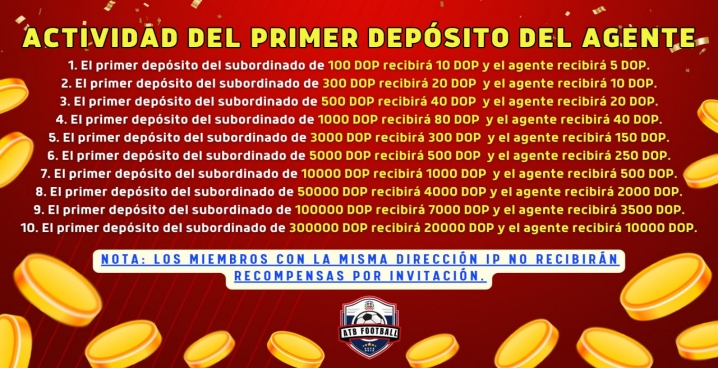 ACTIVIDAD DEL PRIMER DEPÓSITO DEL AGENTE
1. El primer depósito del subordinado de 100 DOP recibirá 10 DOP y el agente recibirá 5 DOP.
2. El primer depósito del subordinado de 300 DOP recibirá 20 DOP y el agente recibirá 10 DOP.
3. El primer depósito del subordinado de 500 DOP recibirá 40 DOP y el agente recibirá 20 DOP.
4. El primer depósito del subordinado de 1000 DOP recibirá 80 DOP y el agente recibirá 40 DOP.
5. El primer depósito del subordinado de 3000 DOP recibirá 300 DOP y el agente recibirá 150 DOP.
6. El primer depósito del subordinado de 5000 DOP recibirá 500 DOP y el agente recibirá 250 DOP.
7. El primer depósito del subordinado de 10000 DOP recibirá 1000 DOP y el agente recibirá 500 DOP.
8. El primer depósito del subordinado de 50000 DOP recibirá 4000 DOP y el agente recibirá 2000 DOP.
9. El primer depósito del subordinado de 100000 DOP recibirá 7000 DOP y el agente recibirá 3500 DOP.
10. El primer depósito del subordinado de 300000 DOP recibirá 20000 DOP y el agente recibirá 10000 DOP.
NOTA: LOS MIEMBROS CON LA MISMA DIRECCIÓN IP NO RECIBIRÁN
RECOMPENSAS POR INVITACIÓN.
ATB FOOTBALL